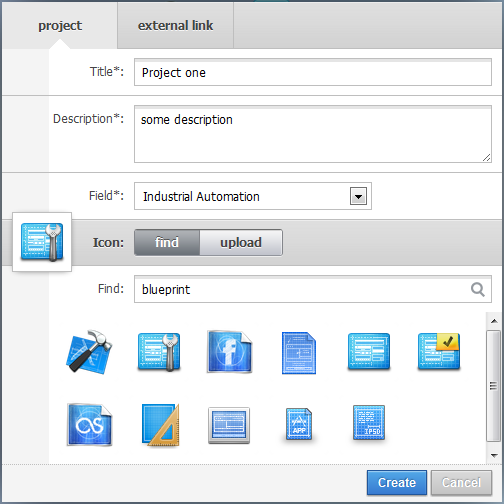 project
external link
Title*:
Project one
Description*:
some description
Field*:
Industrial Automation
Icon:
find
upload
Find:
blueprint
APP
Create
Cancel